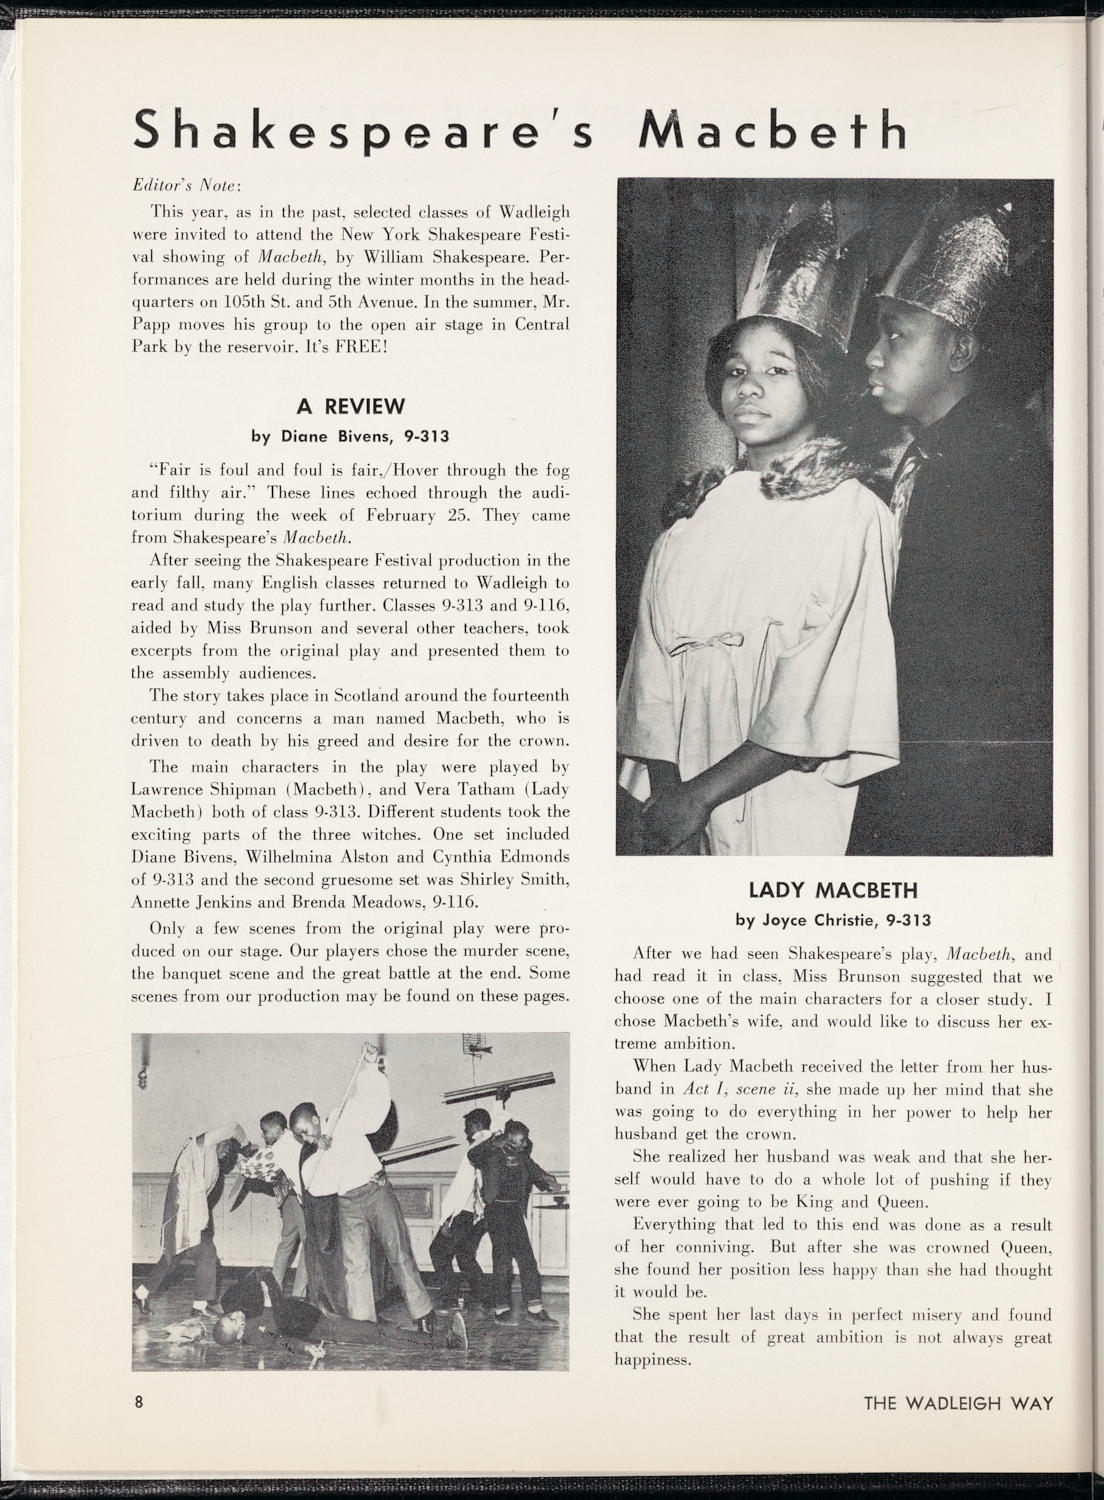 Shakespeare's Macbeth
Editor's Note:
This year, as in the past, selected classes of Wadleigh
were invited to attend the New York Shakespeare Festi-
val showing of Macbeth, by William Shakespeare. Per-
formances are held during the winter months in the head-
quarters on 105th St. and 5th Avenue. In the summer, Mr.
Papp moves his group to the open air stage in Central
Park by the reservoir. It's FREE!
A REVIEW
by Diane Bivens, 9-313
"Fair is foul and foul is fair,/Hover through the fog
and filthy air." These lines echoed through the audi-
torium during the week of February 25. They came
from Shakespeare's Macbeth.
After seeing the Shakespeare Festival production in the
early fall, many English classes returned to Wadleigh to
read and study the play further. Classes 9-313 and 9-116,
aided by Miss Brunson and several other teachers, took
excerpts from the original play and presented them to
the assembly audiences.
The story takes place in Scotland around the fourteenth
century and concerns a man named Macbeth, who is
driven to death by his greed and desire for the crown.
The main characters in the play were played by
Lawrence Shipman (Macbeth), and Vera Tatham (Lady
Macbeth) both of class 9-313. Different students took the
exciting parts of the three witches. One set included
Diane Bivens, Wilhelmina Alston and Cynthia Edmonds
of 9-313 and the second gruesome set was Shirley Smith,
Annette Jenkins and Brenda Meadows, 9-116.
Only a few scenes from the original play were pro-
duced on our stage. Our players chose the murder scene,
the banquet scene and the great battle at the end. Some
scenes from our production may be found on these pages.
LADY MACBETH
by Joyce Christie, 9-313
After we had seen Shakespeare's play, Macbeth, and
had read it in class, Miss Brunson suggested that we
choose one of the main characters for a closer study. I
chose Macbeth's wife, and would like to discuss her ex-
treme ambition.
When Lady Macbeth received the letter from her hus-
band in Act I, scene ii, she made up her mind that she
was going to do everything in her power to help her
husband get the crown.
She realized her husband was weak and that she her-
self would have to do a whole lot of pushing if they
were ever going to be King and Queen.
Everything that led to this end was done as a result
of her conniving. But after she was crowned Queen,
she found her position less happy than she had thought
it would be.
She spent her last days in perfect misery and found
that the result of great ambition is not always great
happiness.
8
THE WADLEIGH WAY